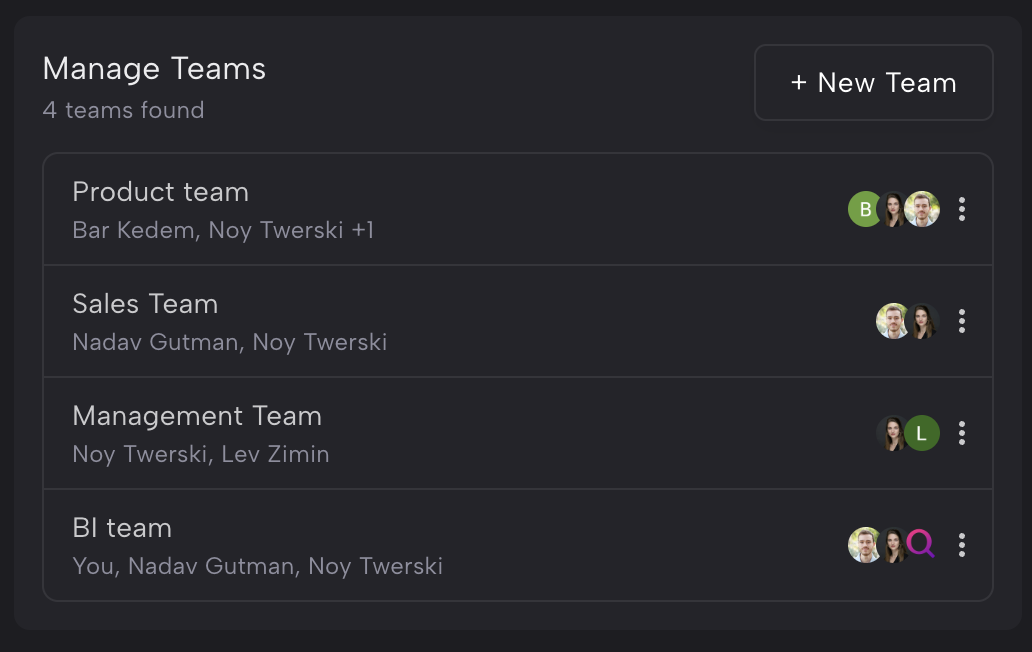 Manage Teams
4 teams found
+ New Team
Product team
Bar Kedem, Noy Twerski +1
B
Sales Team
Nadav Gutman, Noy Twerski
Management Team
Noy Twerski, Lev Zimin
L
BI team
You, Nadav Gutman, Noy Twerski